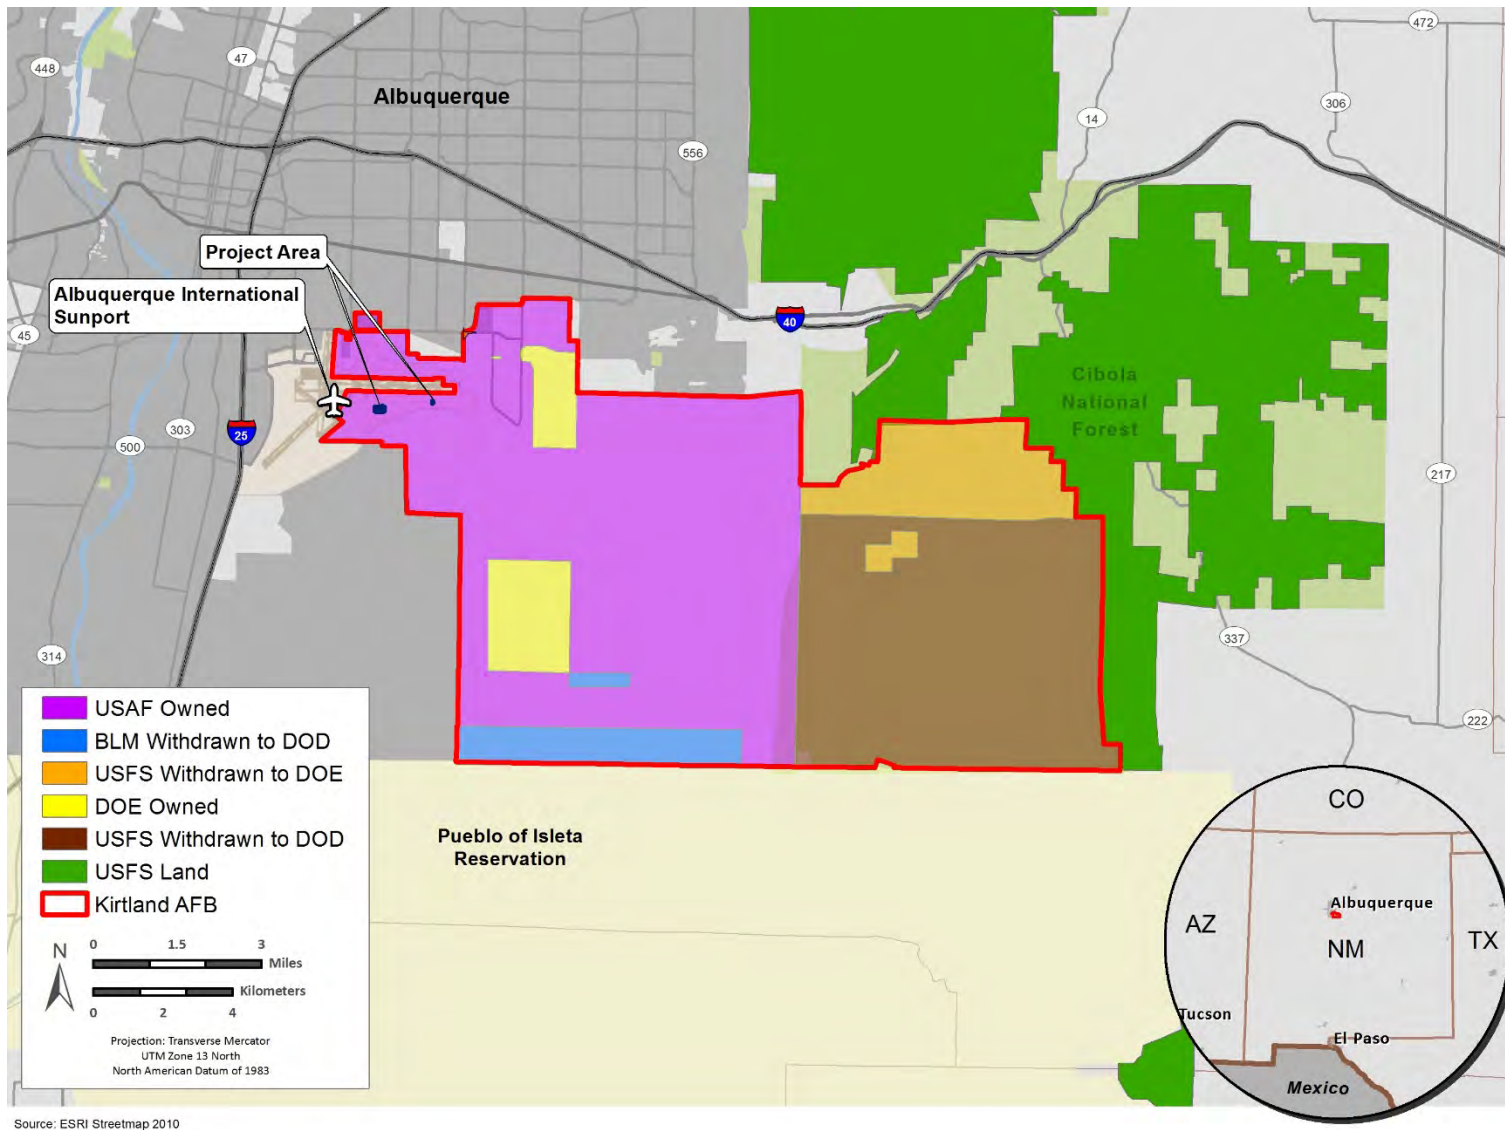 472
448
47
Albuquerque
306
14
556
Project Area
Albuquerque International
Sunport
40
45
Cibola
National
Forest
303
25
500
217
337
314
222
USAF Owned
BLM Withdrawn to DOD
USFS Withdrawn to DOE
DOE Owned
USFS Withdrawn to DOD
USFS Land
Kirtland AFB
Pueblo of Isleta
Reservation
N
0 1.5 3
Miles
Kilometers
0 2 4
Projection: Transverse Mercator
UTM Zone 13 North
North American Datum of 1983
CO
Albuquerque
AZ
NM
TX
Tucson
El Paso
Mexico
Source: ESRI Streetmap 2010